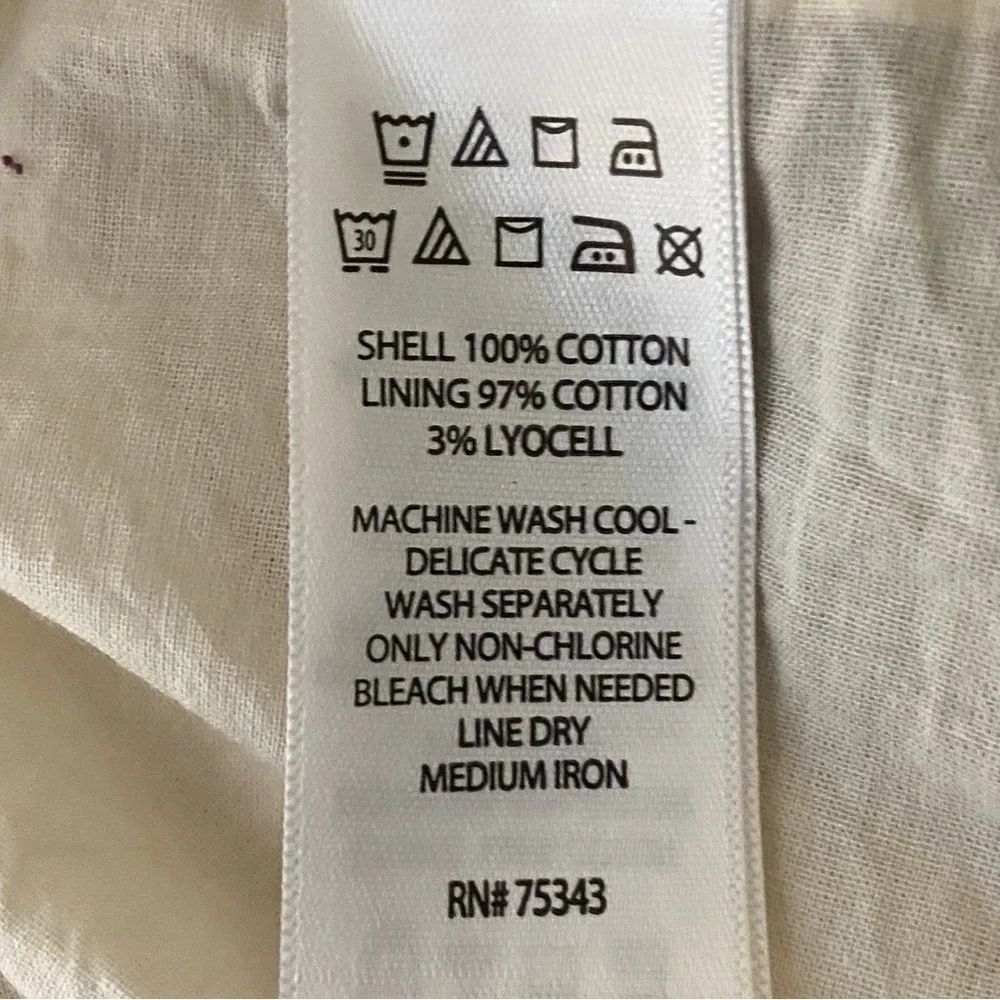 30
SHELL 100% COTTON
LINING 97% COTTON
3% LYOCELL
MACHINE WASH COOL -
DELICATE CYCLE
WASH SEPARATELY
ONLY NON-CHLORINE
BLEACH WHEN NEEDED
LINE DRY
MEDIUM IRON
RN# 75343